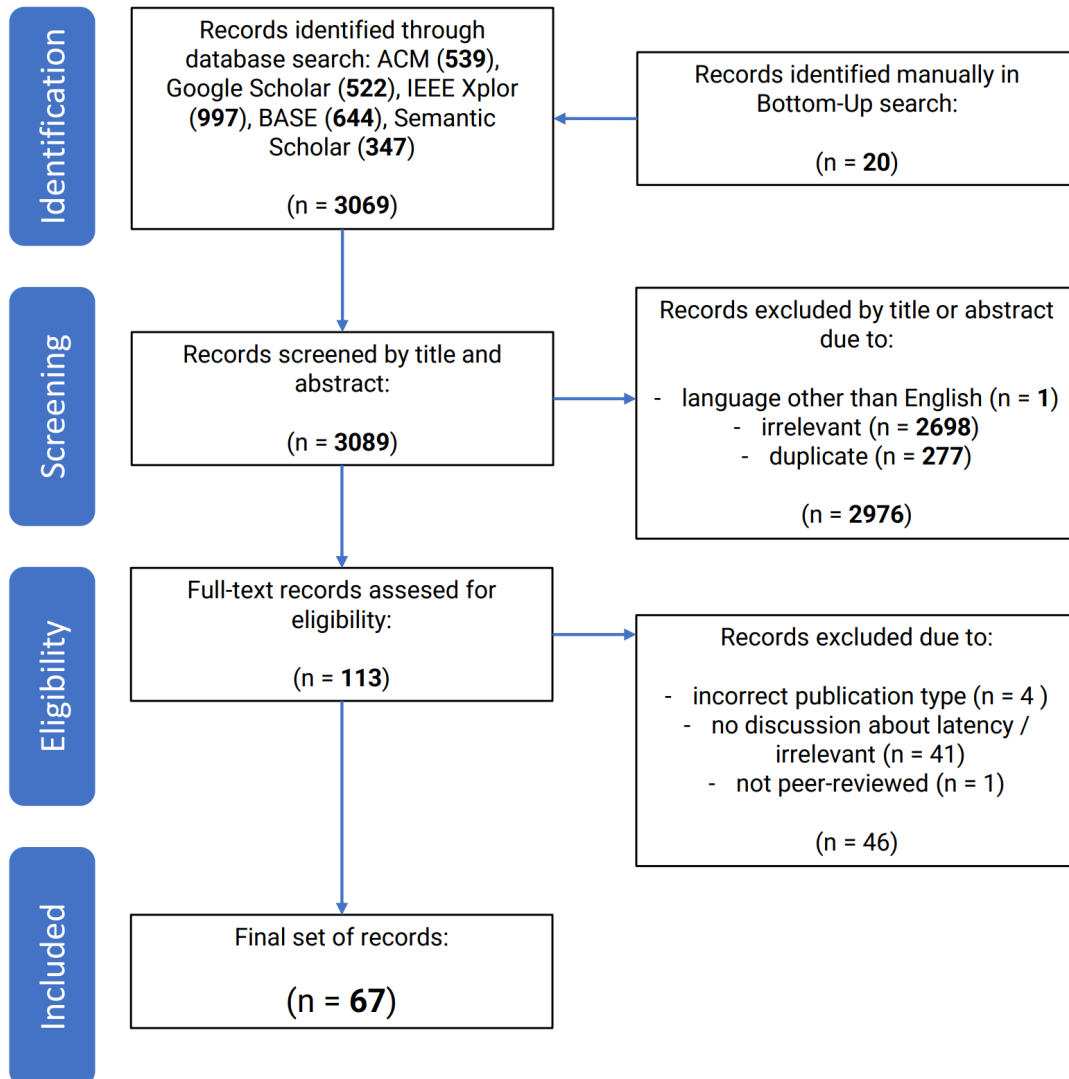 Identification
Records identified through
database search: ACM (539),
Google Scholar (522), IEEE Xplor
(997), BASE (644), Semantic
Scholar (347)
(n = 3069)
Records identified manually in
Bottom-Up search:
(n = 20)
Screening
Records screened by title and
abstract:
(n = 3089)
Records excluded by title or abstract
due to:
- language other than English (n = 1)
- irrelevant (n = 2698)
- duplicate (n = 277)
(n = 2976)
Eligibility
Full-text records assesed for
eligibility:
(n = 113)
Records excluded due to:
- incorrect publication type (n = 4 )
- no discussion about latency /
irrelevant (n = 41)
- not peer-reviewed (n = 1)
(n = 46)
Included
Final set of records:
(n = 67)